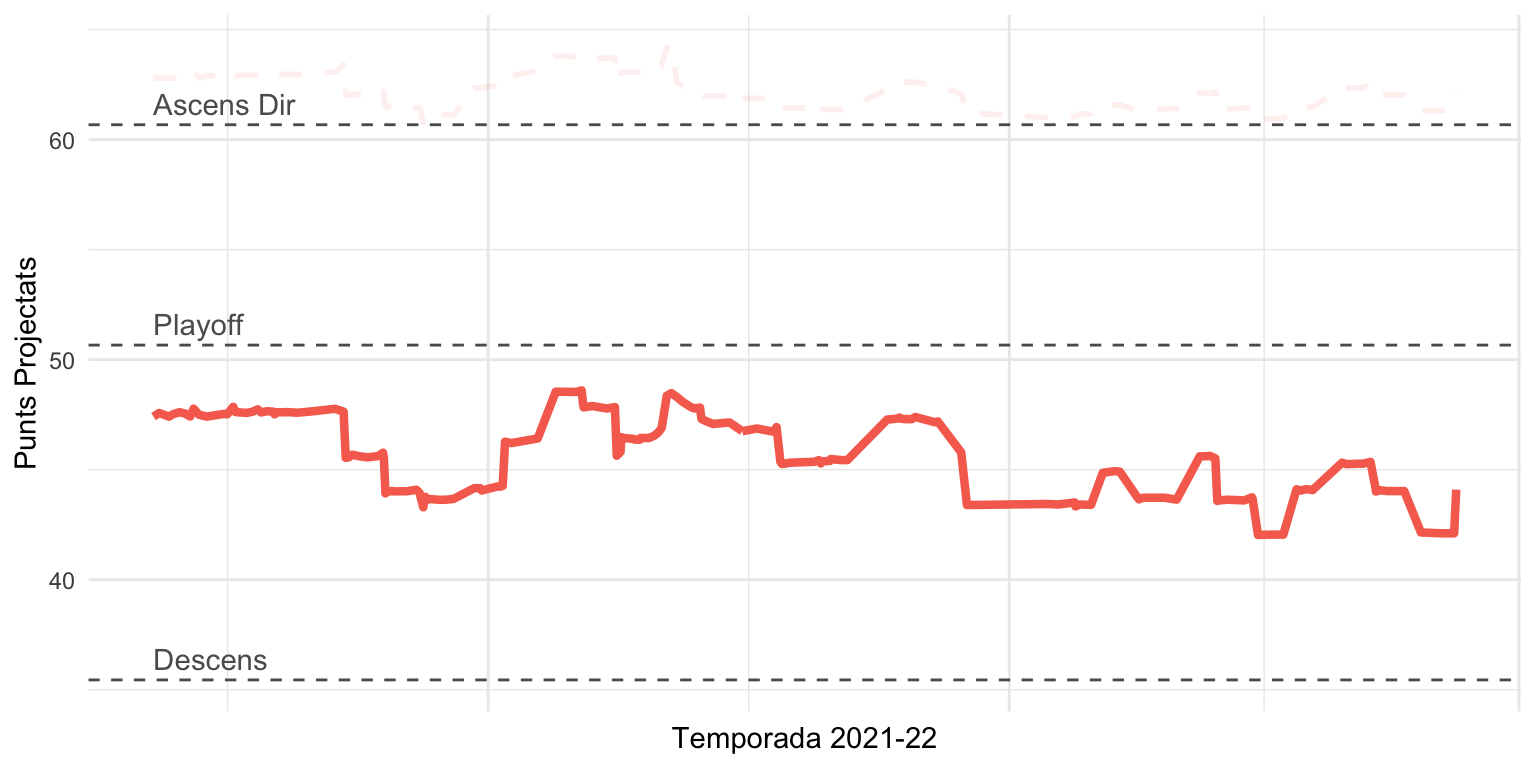 Ascens Dir
60
Playoff
50
40
Descens
Punts Projectats
Temporada 2021-22